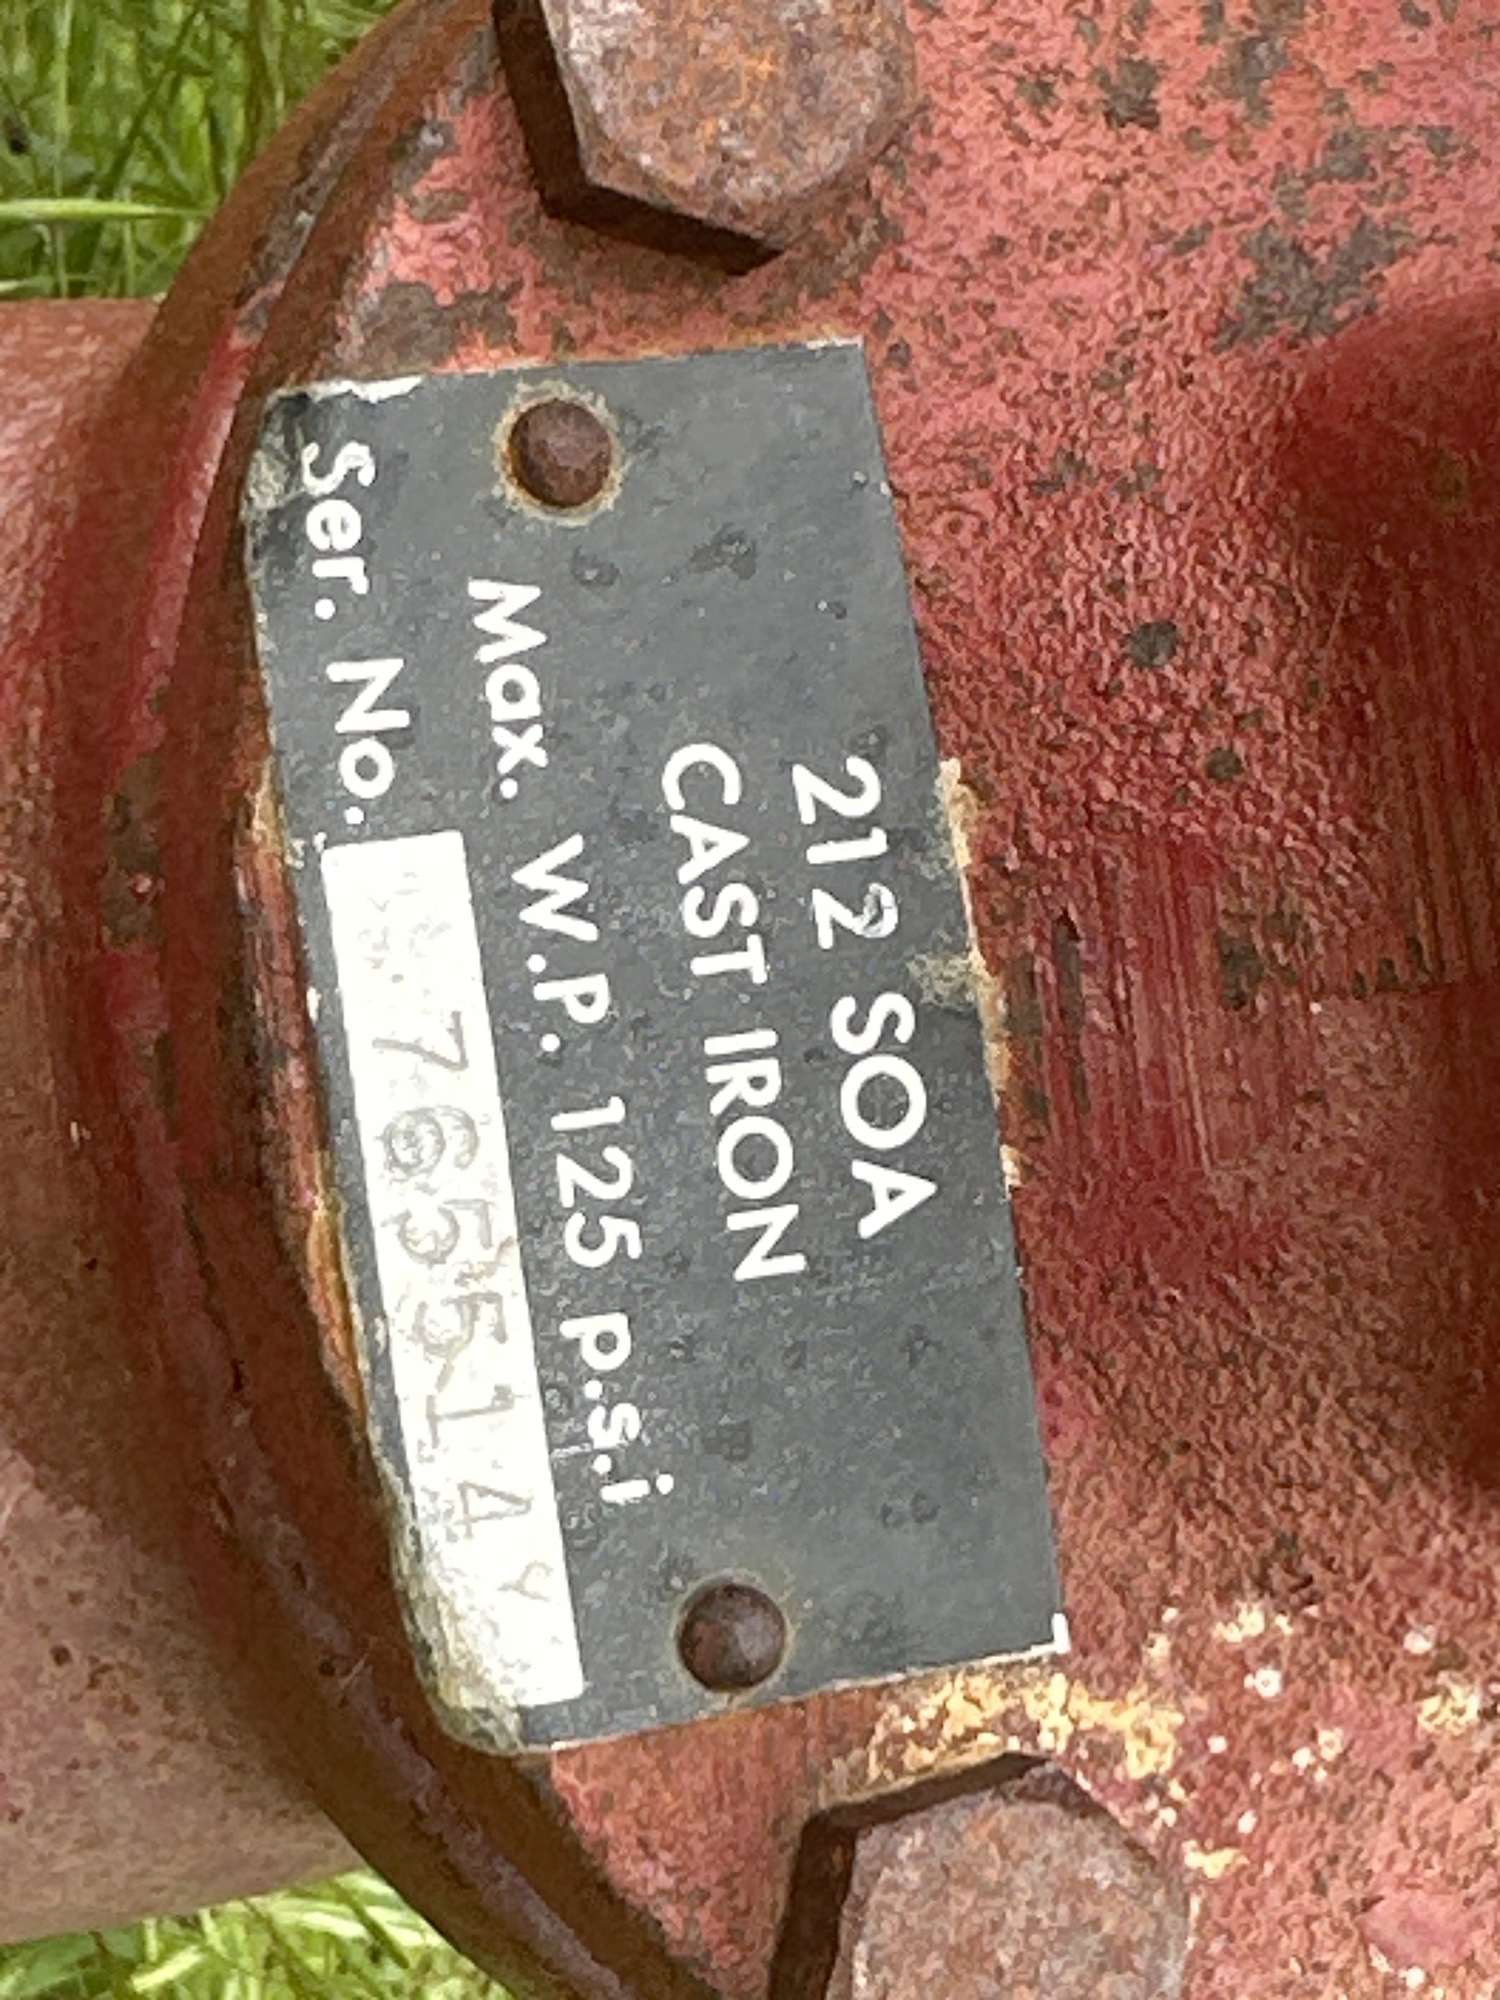 212 SOA
CAST IRON
Max. W.P. 125 p.s.i
Ser. No. 765514